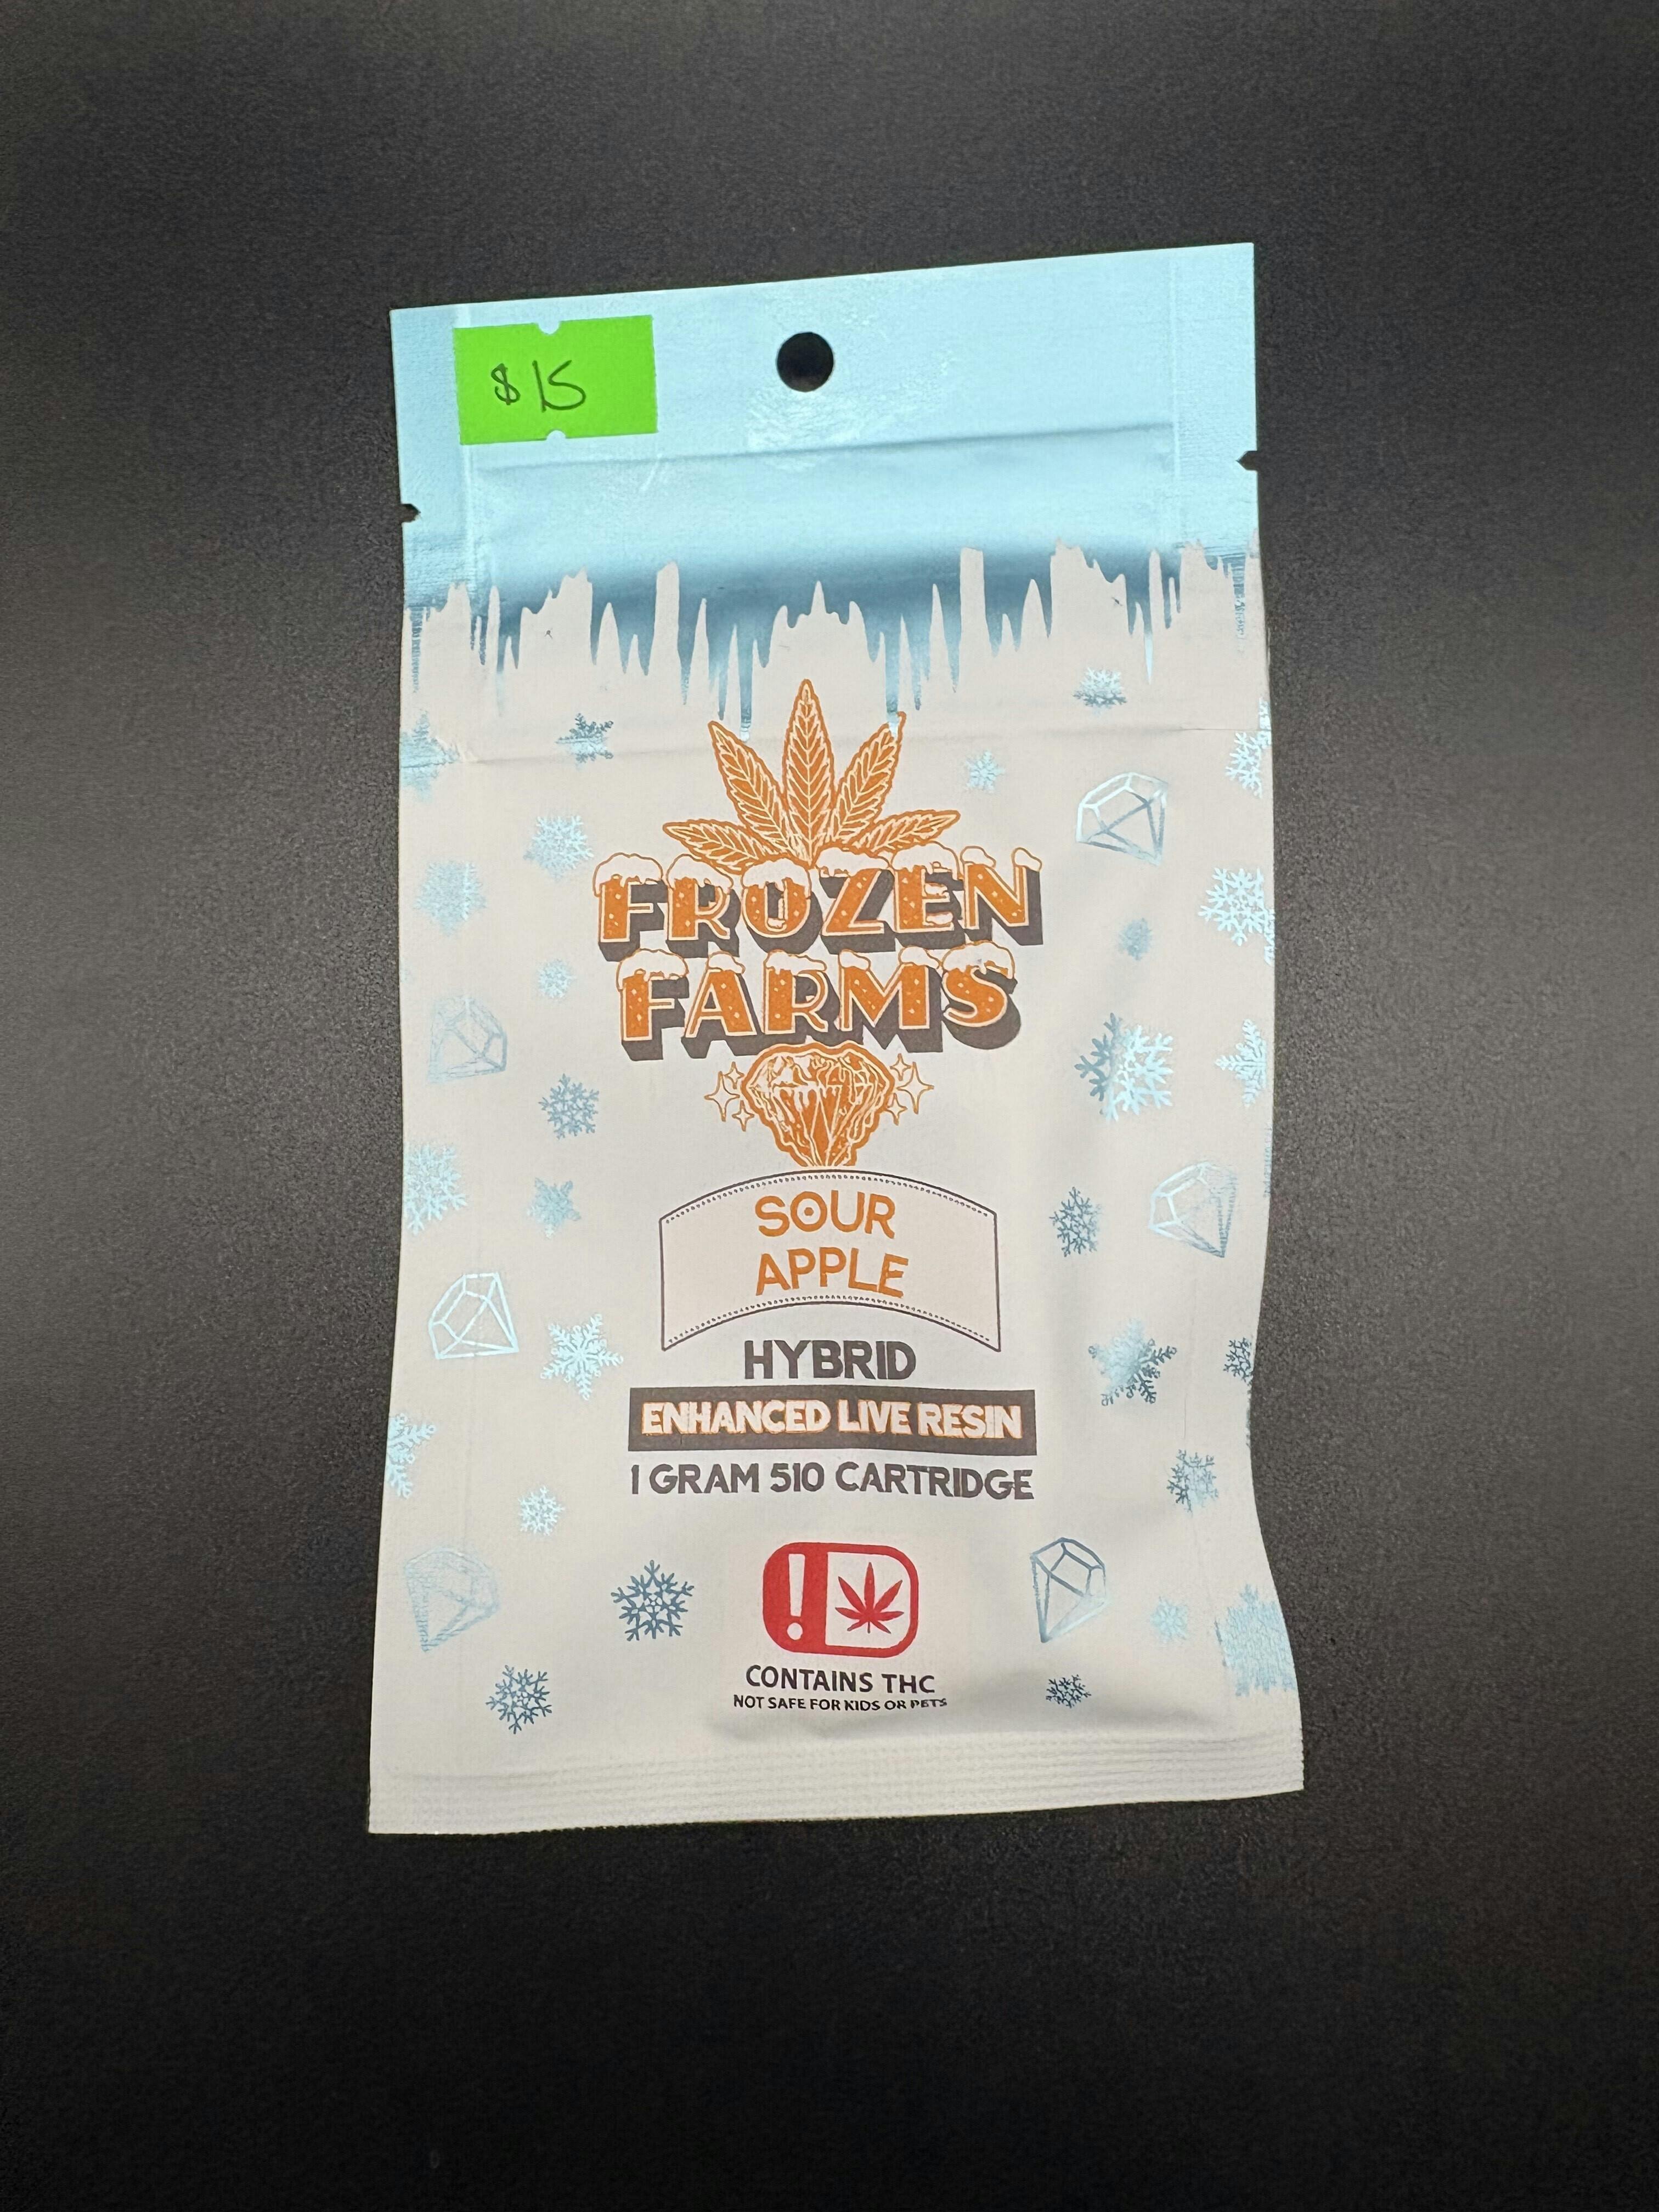 $15
FROZEN
FARMS
SOUR
APPLE
HYBRID
ENHANCED LIVE RESIN
1 GRAM 510 CARTRIDGE
!
CONTAINS THC
NOT SAFE FOR KIDS OR PETS